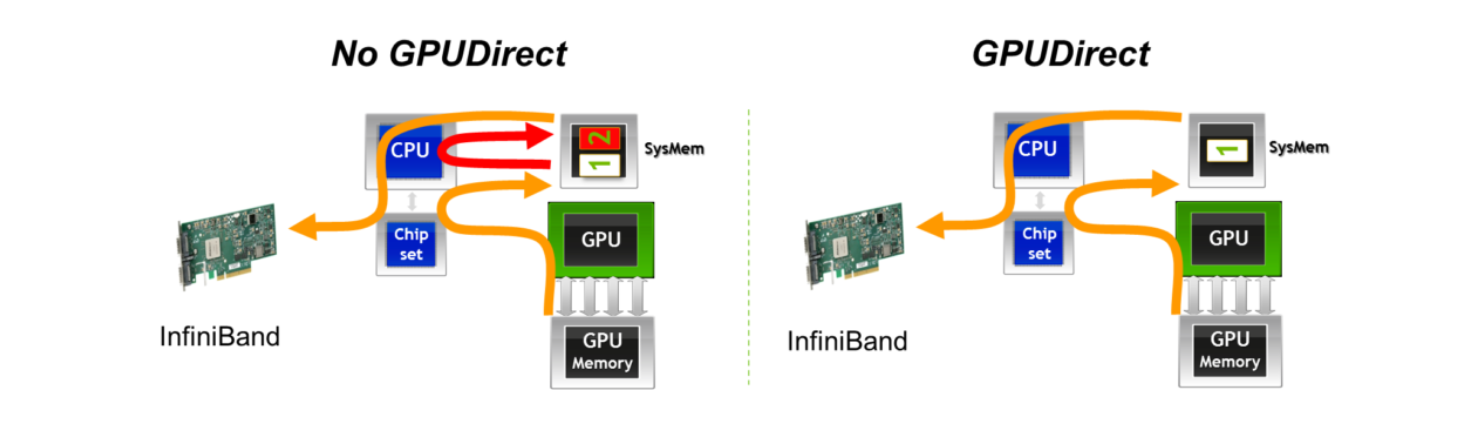 No GPUDirect
CPU
2
1
SysMem
Chip
set
GPU
InfiniBand
GPU
Memory
GPUDirect
CPU
1
SysMem
Chip
set
GPU
InfiniBand
GPU
Memory